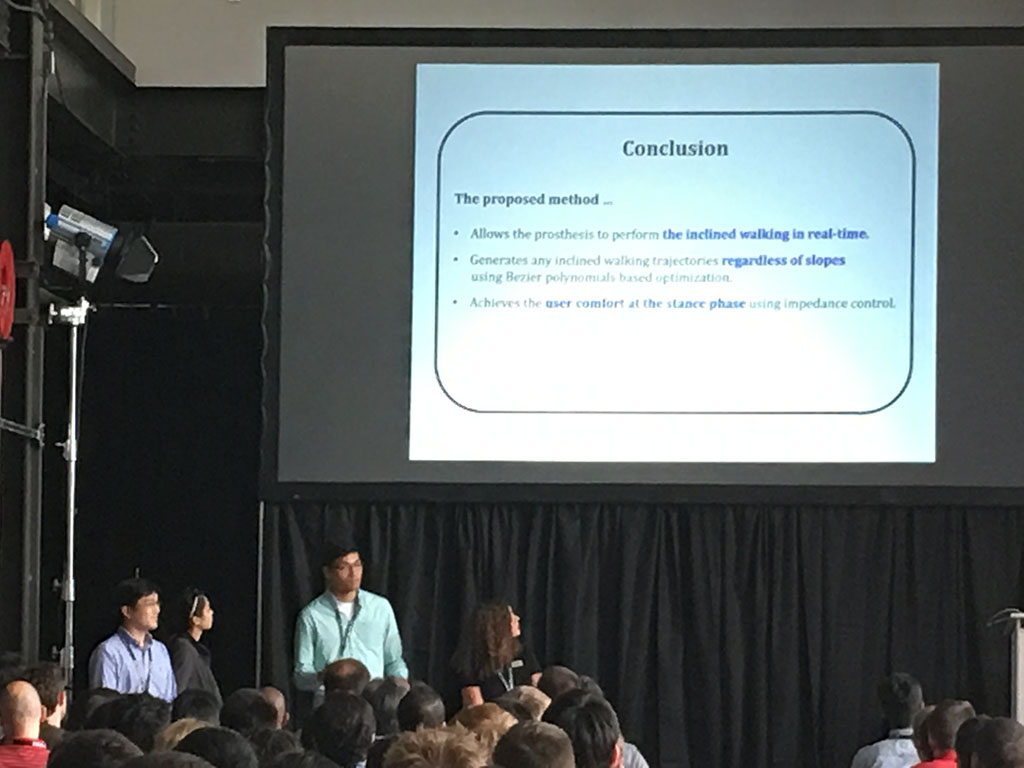 Conclusion
The proposed method ...
• Allows the prosthesis to perform the inclined walking in real-time.
• Generates any inclined walking trajectories regardless of slopes
using Bezier polynomials based optimization.
• Achieves the user comfort at the stance phase using impedance control.